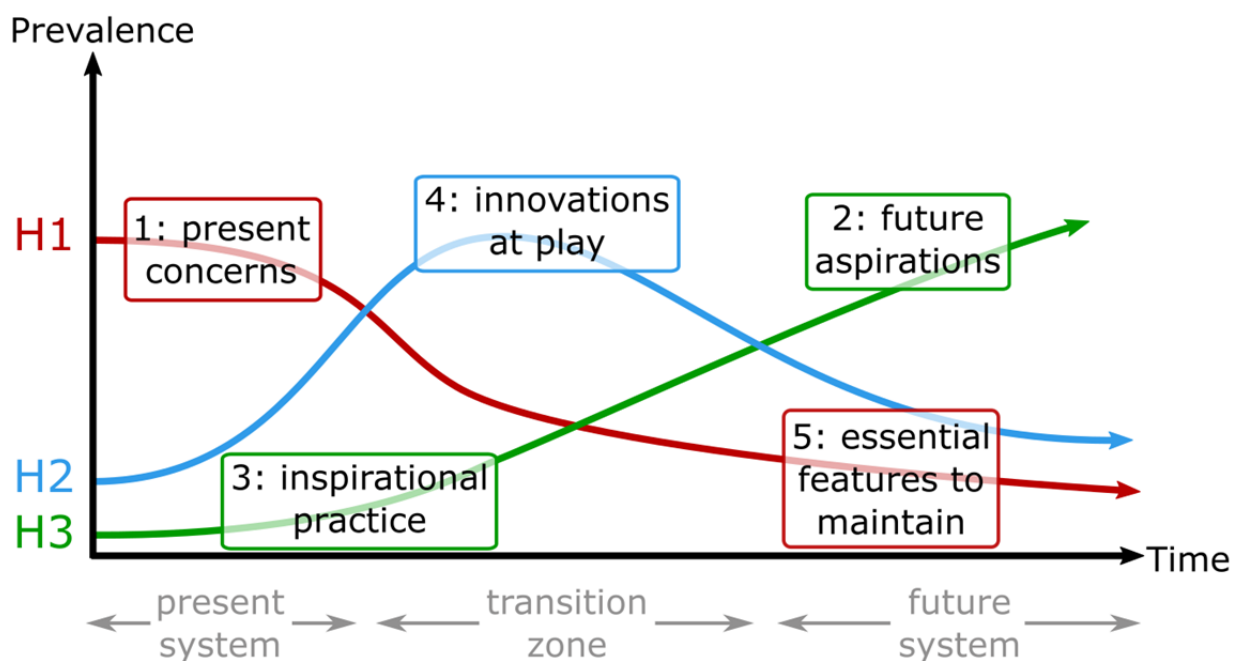 Prevalence
H1
1: present
concerns
4: innovations
at play
2: future
aspirations
H2
3: inspirational
practice
5: essential
features to
maintain
H3
Time
present
system
transition
zone
future
system